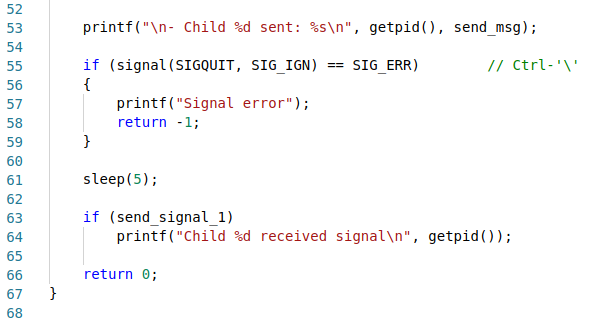 52
53 printf("\n- Child %d sent: %s\n", getpid(), send_msg);
54
55 if (signal(SIGQUIT, SIG_IGN) == SIG_ERR) // Ctrl-'\'
56 {
57 printf("Signal error");
58 return -1;
59 }
60
61 sleep(5);
62
63 if (send_signal_1)
64 printf("Child %d received signal\n", getpid());
65
66 return 0;
67 }
68